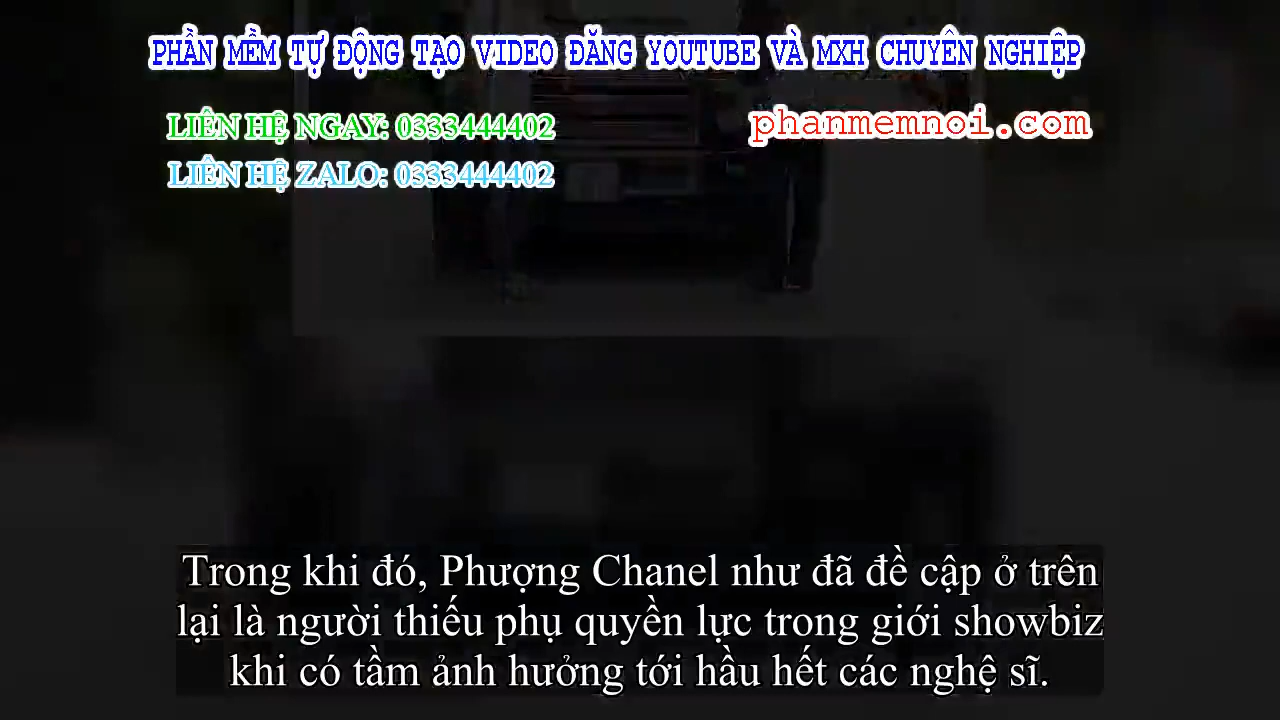 PHẦN MỀM TỰ ĐỘNG TẠO VIDEO ĐĂNG YOUTUBE VÀ MXH CHUYÊN NGHIỆP
LIÊN HỆ NGAY: 0333444402
phanmemnoi.com
LIÊN HỆ ZALO: 0333444402
Trong khi đó, Phượng Chanel như đã đề cập ở trên
lại là người thiếu phụ quyền lực trong giới showbiz
khi có tầm ảnh hưởng tới hầu hết các nghệ sĩ.